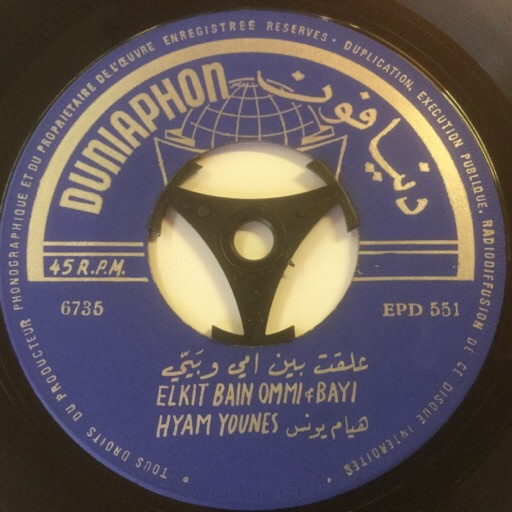 TOUS DROITS DU PRODUCTEUR PHONOGRAPHIQUE ET DU PROPRIETAIRE DE L'ŒUVRE ENREGISTREE RESERVES - DUPLICATION, EXECUTION PUBLIQUE, RADIODIFFUSION DE CE DISQUE INTERDITES
DUNIAPHON دنيافون
45 R.P.M.
6735 EPD 551
علقت بين امي وبَيّي
ELKIT BAIN OMMI & BAYI
HYAM YOUNES هيام يونس